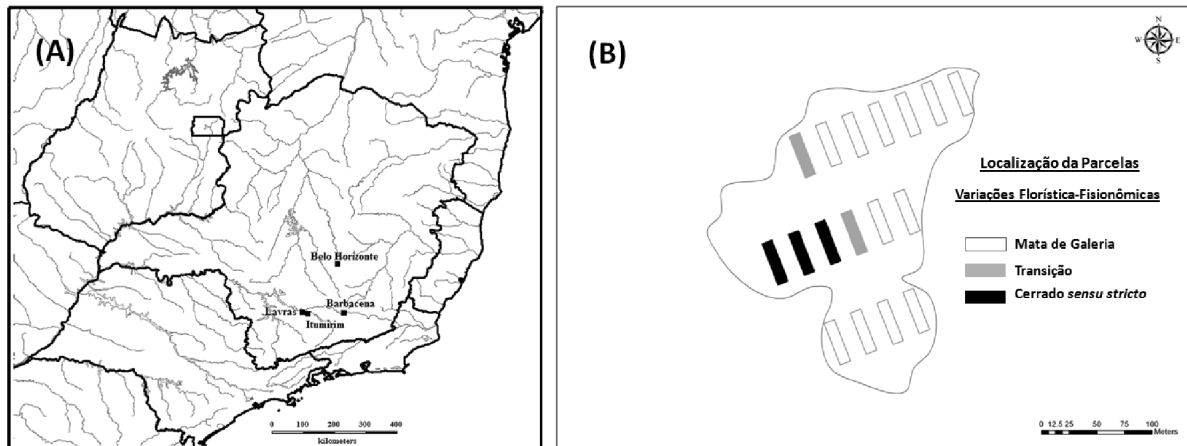 (A)
Belo Horizonte
Barbacena
Lavras
Itumirim
0 100 200 300 400
kilometers
(B)
N
W E
S
Localização da Parcelas
Variações Florística-Fisionômicas
Mata de Galeria
Transição
Cerrado sensu stricto
0 12.5 25 50 75 100
Meters